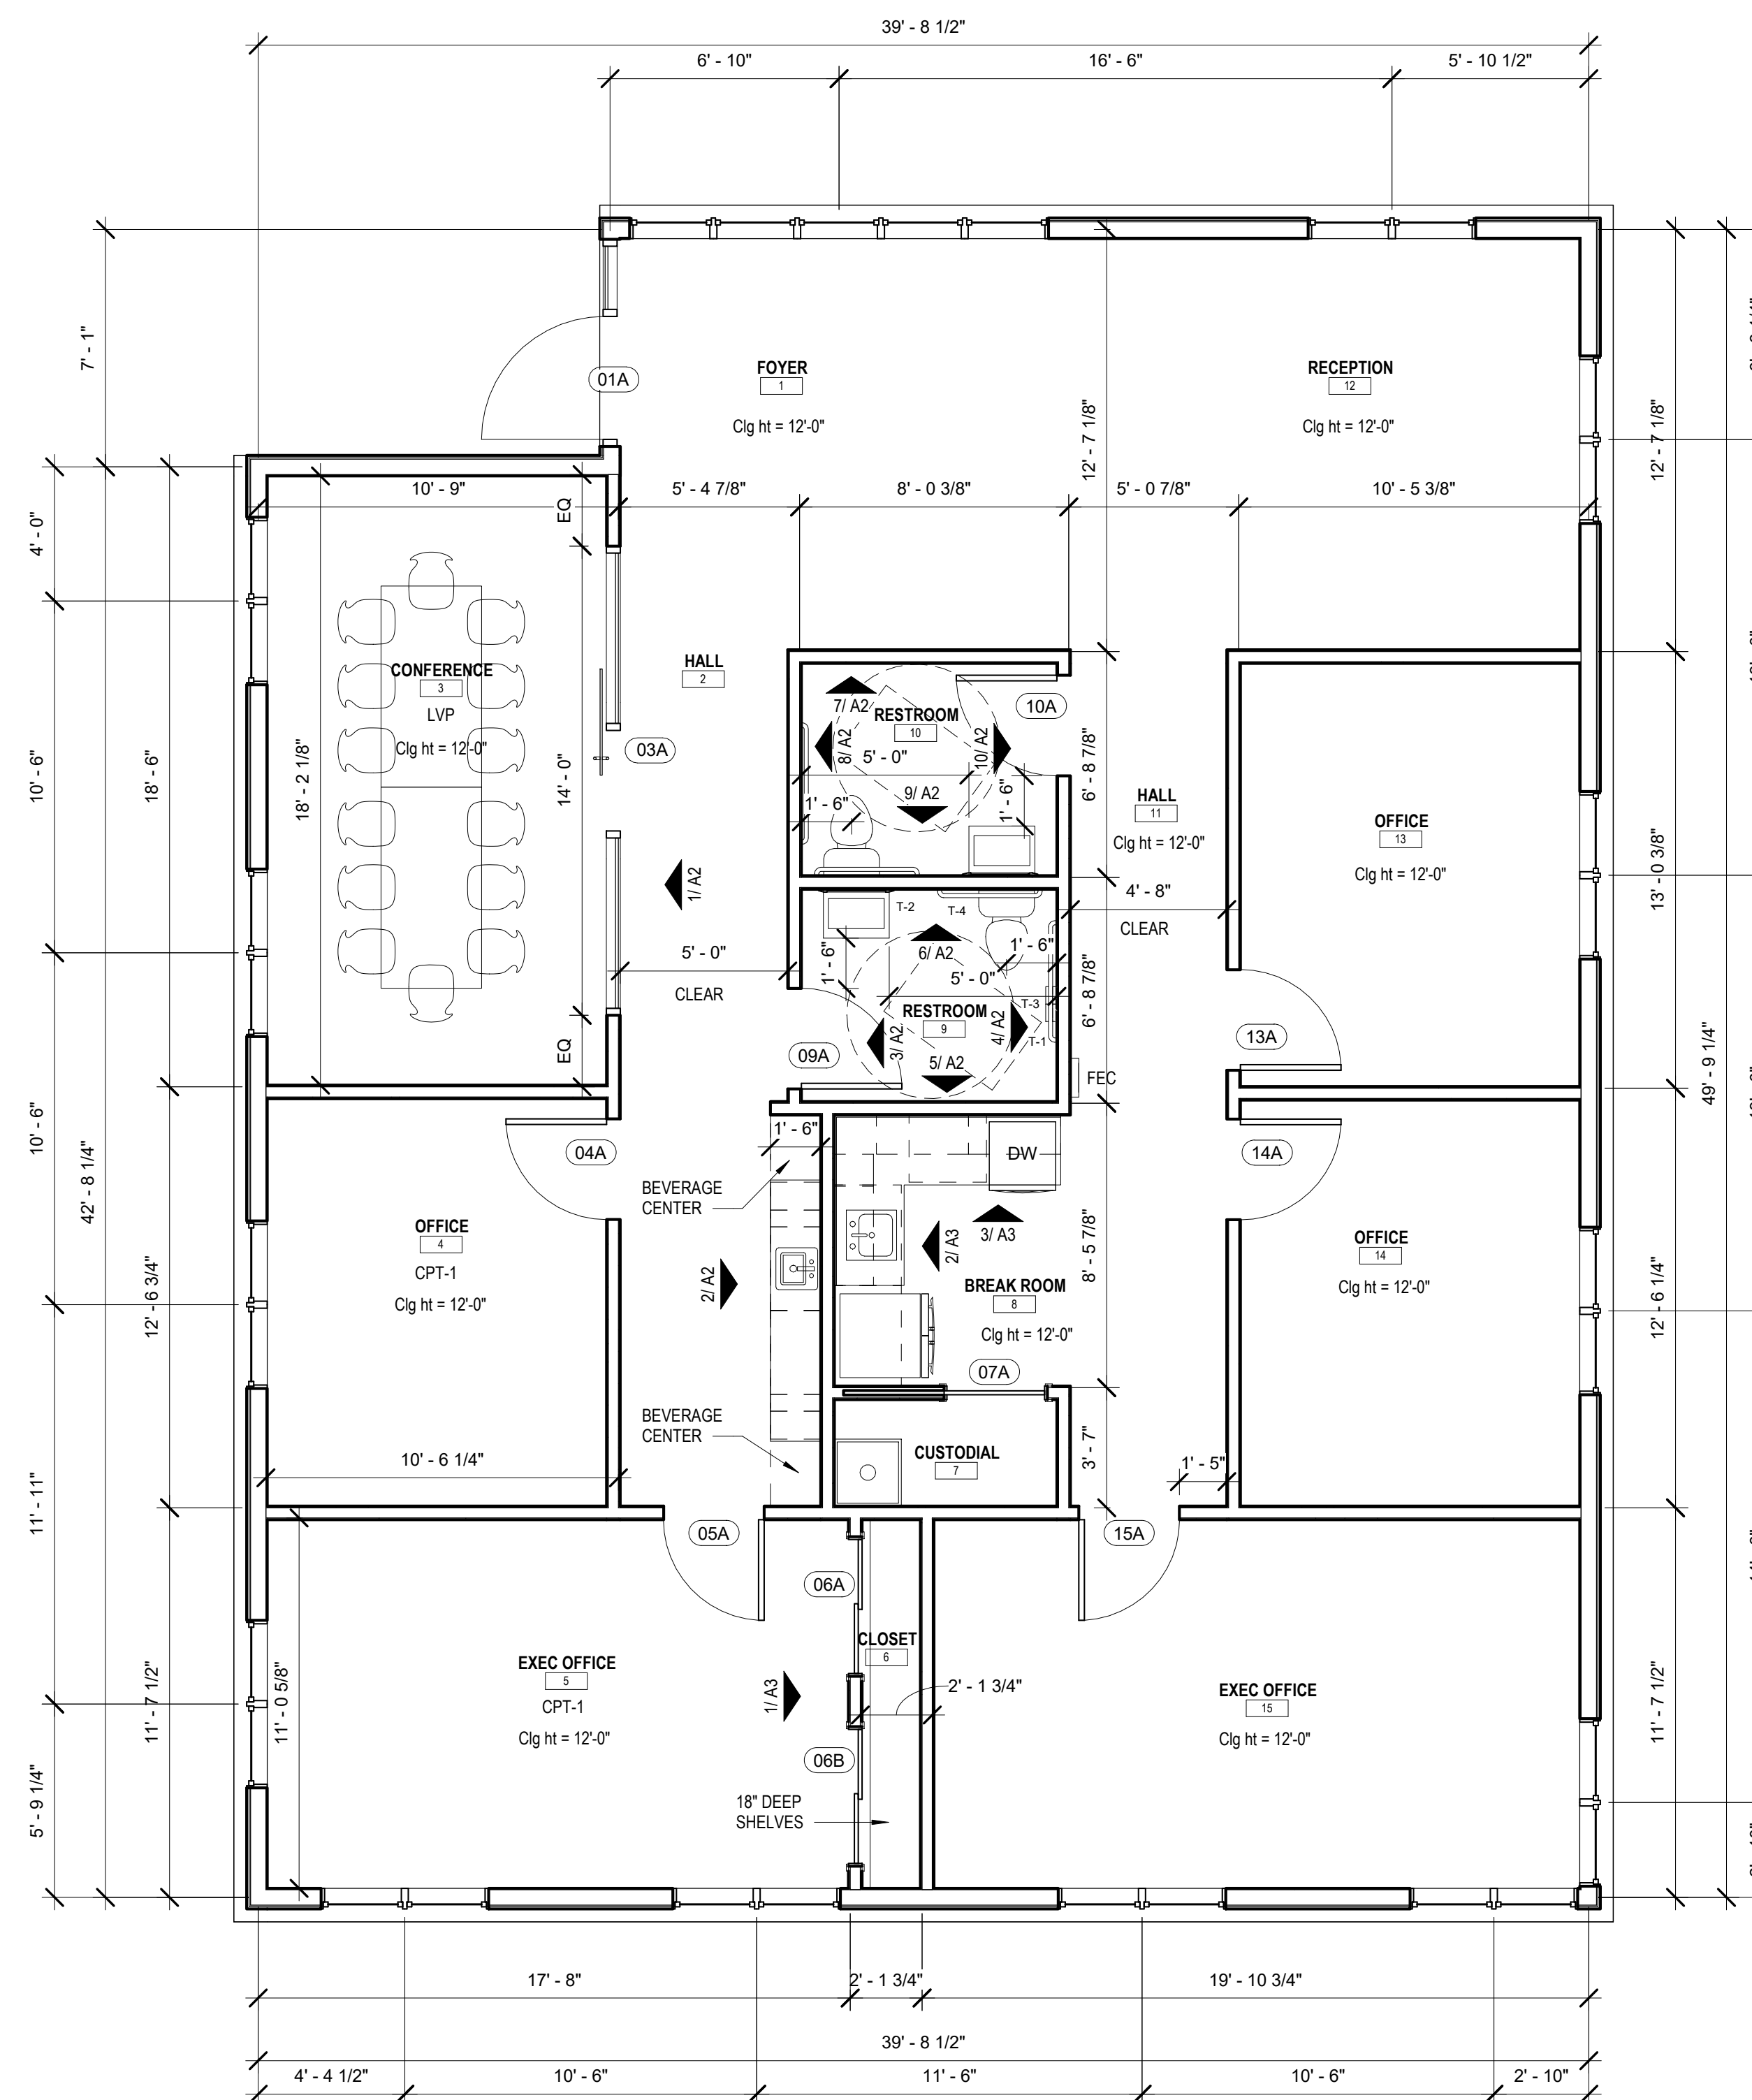 39' - 8 1/2"
6' - 10"
16' - 6"
5' - 10 1/2"
7' - 1"
01A
FOYER
1
Clg ht = 12'-0"
RECEPTION
12
Clg ht = 12'-0"
12' - 7 1/8"
12' - 7 1/8"
10' - 9"
EQ
5' - 4 7/8"
8' - 0 3/8"
5' - 0 7/8"
10' - 5 3/8"
4' - 0"
10' - 6"
18' - 6"
18' - 2 1/8"
CONFERENCE
3
LVP
Clg ht = 12'-0"
14' - 0"
EQ
HALL
2
03A
1/ A2
5' - 0"
CLEAR
7/ A2
RESTROOM
10
8/ A2
10/ A2
5' - 0"
9/ A2
1' - 6"
1' - 6"
10A
6' - 8 7/8"
HALL
11
Clg ht = 12'-0"
4' - 8"
CLEAR
OFFICE
13
Clg ht = 12'-0"
13' - 0 3/8"
49' - 9 1/4"
T-2
T-4
6/ A2
1' - 6"
1' - 6"
5' - 0"
RESTROOM
9
T-3
T-1
3/ A2
4/ A2
5/ A2
6' - 8 7/8"
09A
FEC
13A
10' - 6"
42' - 8 1/4"
12' - 6 3/4"
04A
OFFICE
4
CPT-1
Clg ht = 12'-0"
10' - 6 1/4"
1' - 6"
BEVERAGE
CENTER
2/ A2
DW
3/ A3
2/ A3
BREAK ROOM
8
Clg ht = 12'-0"
07A
8' - 5 7/8"
14A
OFFICE
14
Clg ht = 12'-0"
12' - 6 1/4"
BEVERAGE
CENTER
CUSTODIAL
7
3' - 7"
1' - 5"
11' - 11"
05A
15A
06A
CLOSET
6
EXEC OFFICE
5
CPT-1
Clg ht = 12'-0"
1/ A3
2' - 1 3/4"
06B
18" DEEP
SHELVES
EXEC OFFICE
15
Clg ht = 12'-0"
11' - 7 1/2"
11' - 0 5/8"
11' - 7 1/2"
5' - 9 1/4"
17' - 8"
2' - 1 3/4"
19' - 10 3/4"
39' - 8 1/2"
4' - 4 1/2"
10' - 6"
11' - 6"
10' - 6"
2' - 10"